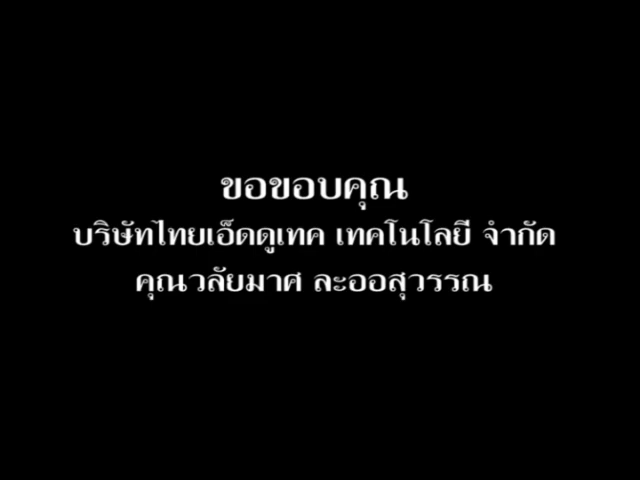 ขอขอบคุณ
บริษัทไทยเอ็ดดูเทค เทคโนโลยี จำกัด
คุณวลัยมาศ ละออสุวรรณ